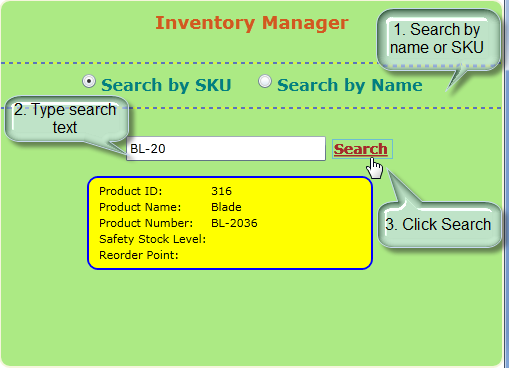 Inventory Manager
1. Search by
name or SKU
Search by SKU
Search by Name
2. Type search
text
BL-20
Search
Product ID: 316
Product Name: Blade
Product Number: BL-2036
Safety Stock Level:
Reorder Point:
3. Click Search